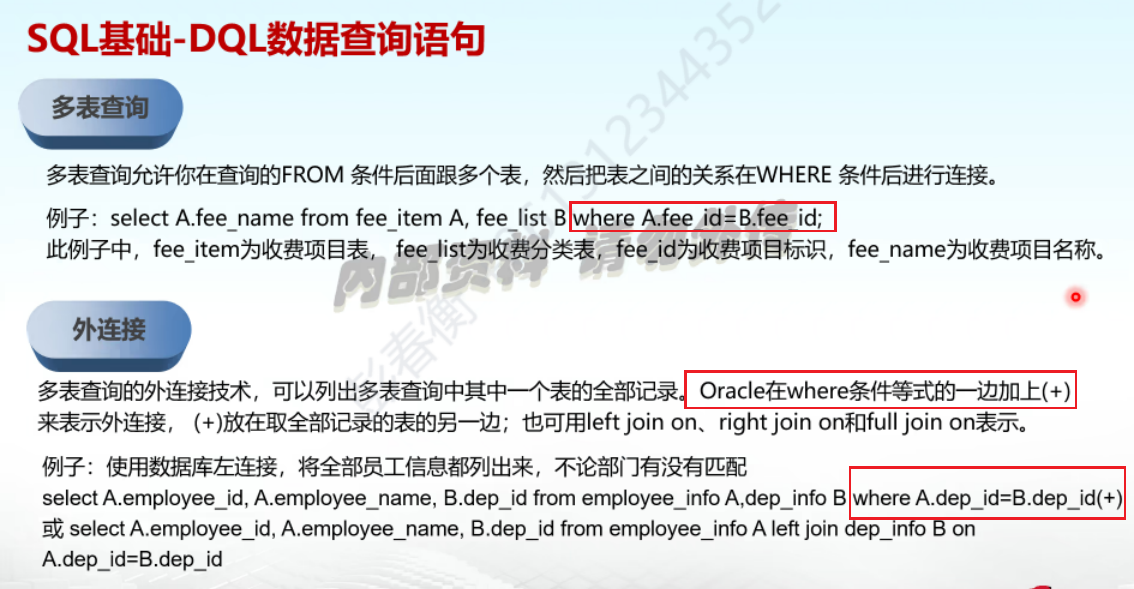 SQL基础-DQL数据查询语句
多表查询
多表查询允许你在查询的FROM 条件后面跟多个表，然后把表之间的关系在WHERE 条件后进行连接。
例子：select A.fee_name from fee_item A, fee_list B where A.fee_id=B.fee_id;
此例子中，fee_item为收费项目表， fee_list为收费分类表，fee_id为收费项目标识，fee_name为收费项目名称。
内部资料 请勿外传
外连接
多表查询的外连接技术，可以列出多表查询中其中一个表的全部记录。Oracle在where条件等式的一边加上(+)
来表示外连接， (+)放在取全部记录的表的另一边；也可用left join on、right join on和full join on表示。
例子：使用数据库左连接，将全部员工信息都列出来，不论部门有没有匹配
select A.employee_id, A.employee_name, B.dep_id from employee_info A,dep_info B where A.dep_id=B.dep_id(+)
或 select A.employee_id, A.employee_name, B.dep_id from employee_info A left join dep_info B on
A.dep_id=B.dep_id